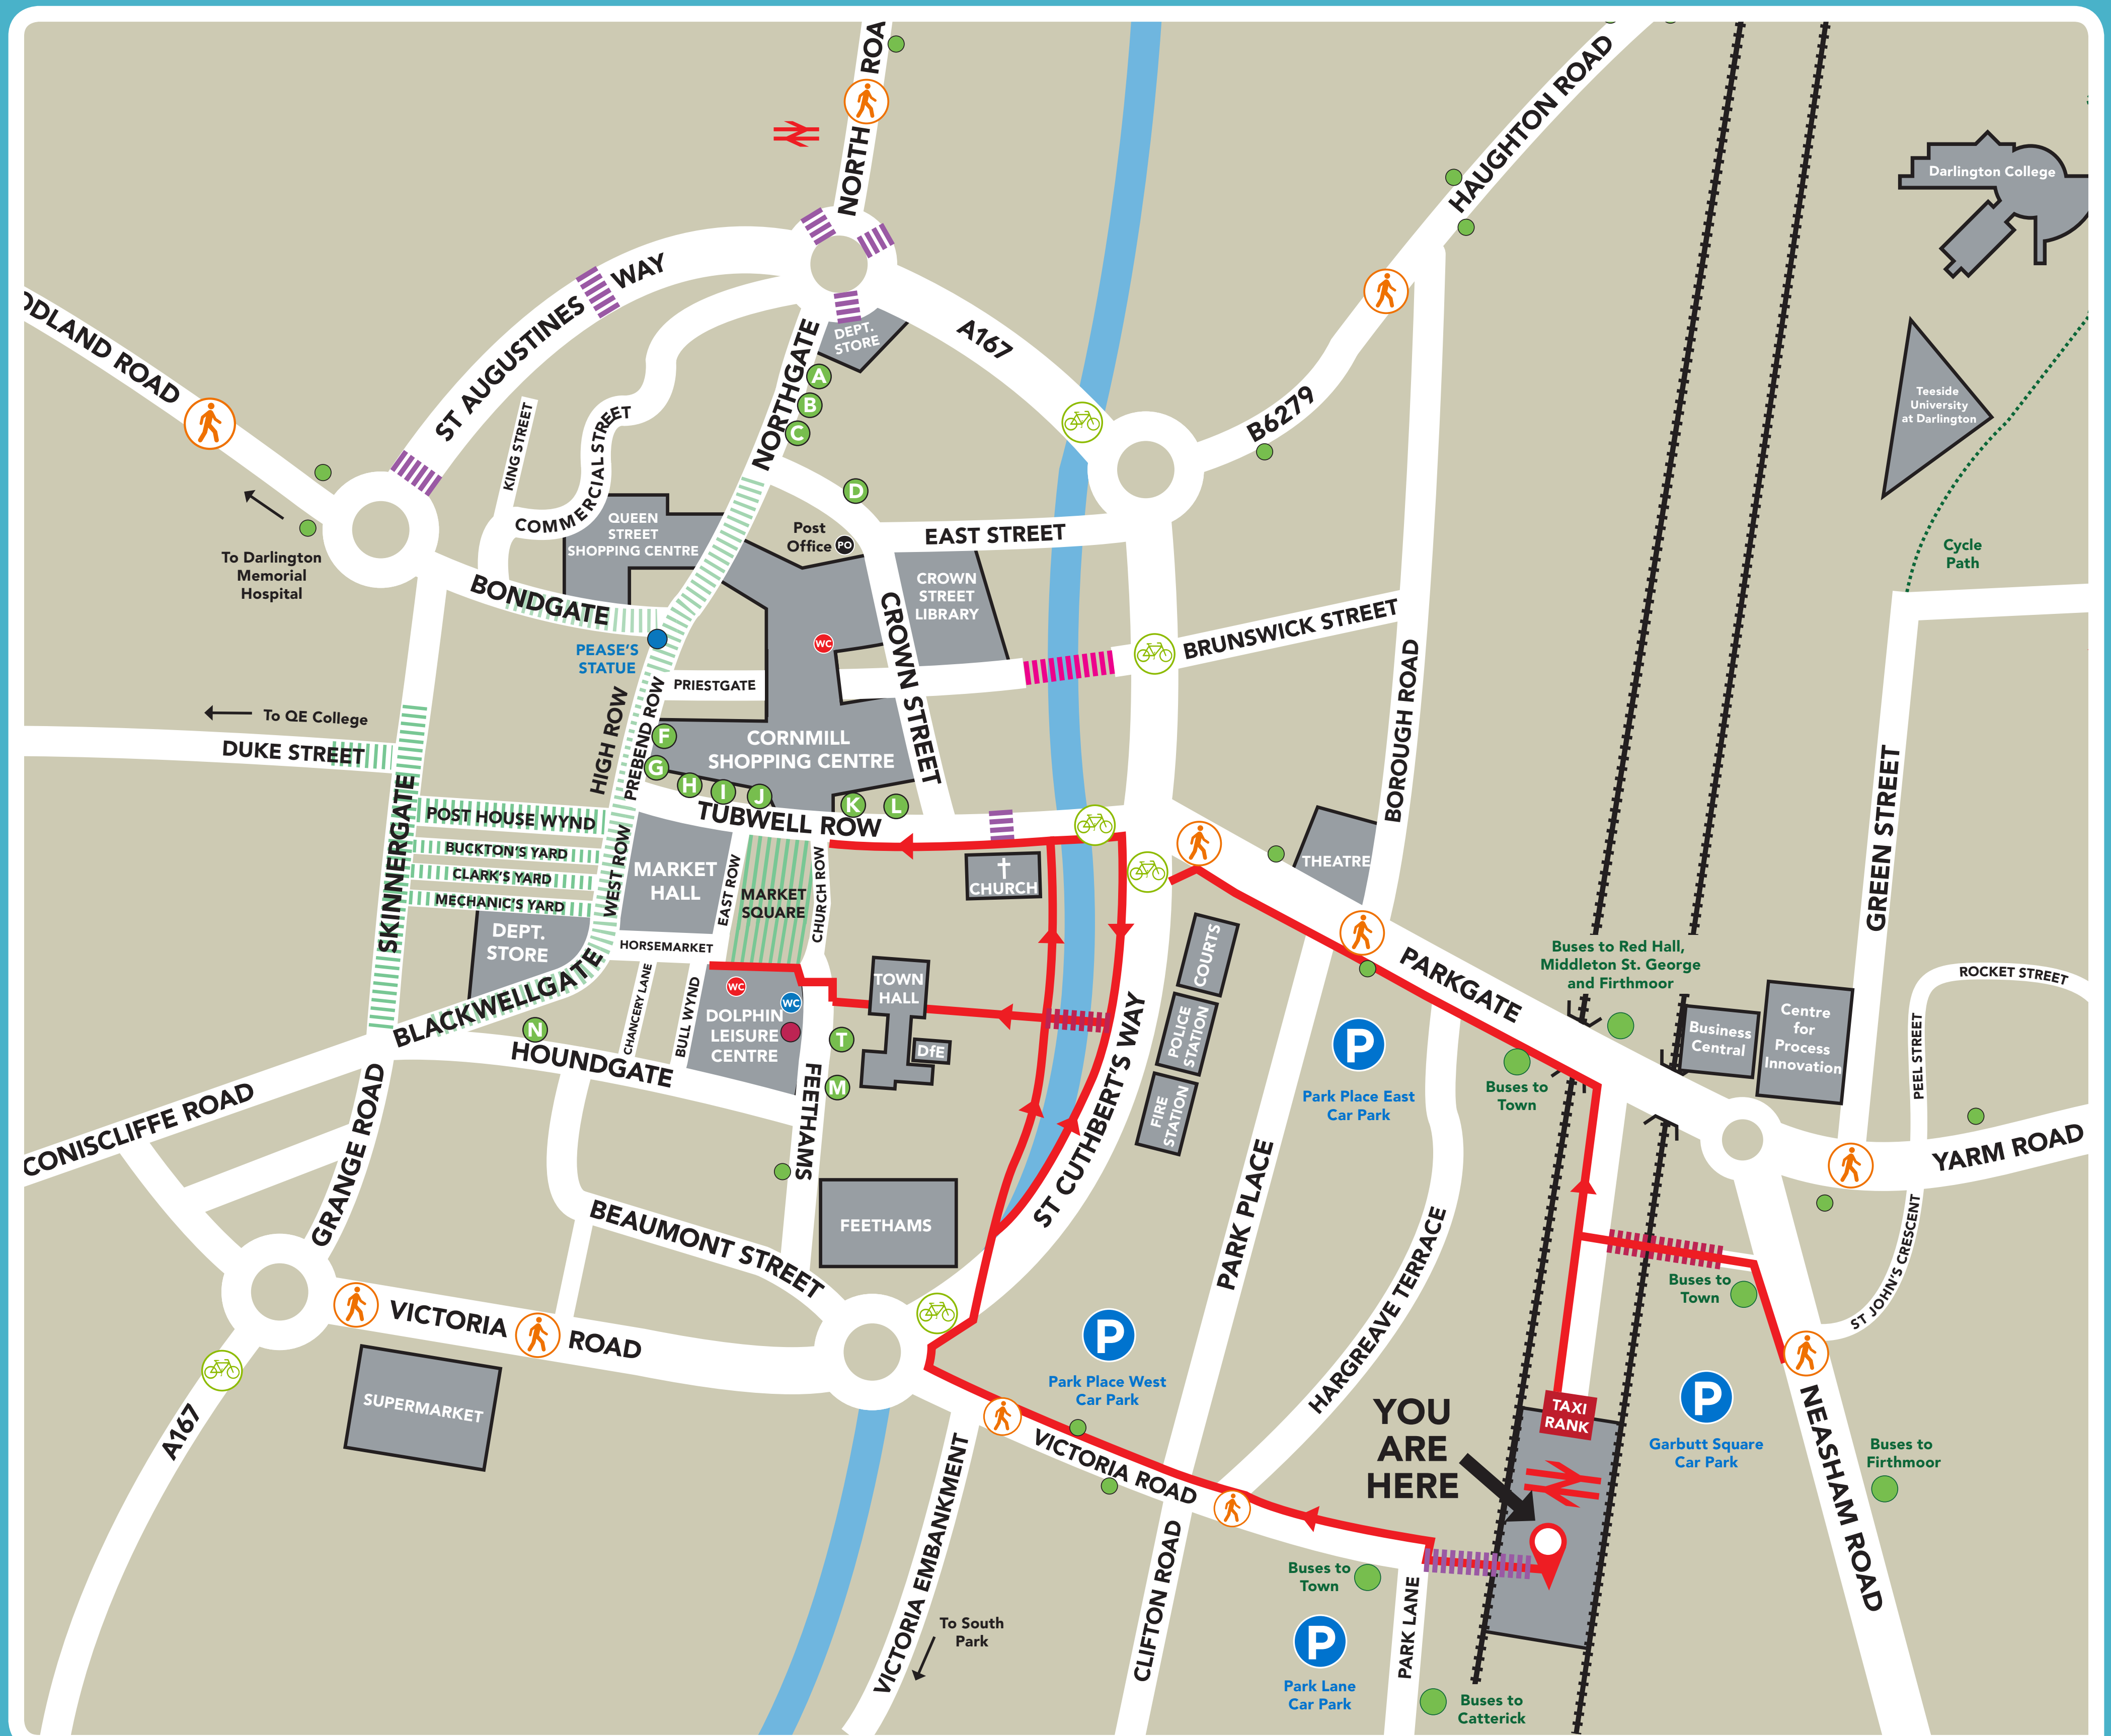 NORTH ROA
HAUGHTON ROAD
Darlington College
ST AUGUSTINES WAY
ODLAND ROAD
A167
DEPT.
STORE
NORTHGATE
A
B
C
D
B6279
KING STREET
COMMERCIAL STREET
Teeside
University
at Darlington
Cycle
Path
To Darlington
Memorial
Hospital
QUEEN
STREET
SHOPPING CENTRE
Post
Office
PO
EAST STREET
CROWN
STREET
LIBRARY
BONDGATE
PEASE'S
STATUE
WC
CROWN STREET
BRUNSWICK STREET
BOROUGH ROAD
PRIESTGATE
To QE College
DUKE STREET
HIGH ROW
PREBEND ROW
F
G
H
I
J
K
L
CORNMILL
SHOPPING CENTRE
TUBWELL ROW
GREEN STREET
SKINNERGATE
POST HOUSE WYND
BUCKTON'S YARD
CLARK'S YARD
MECHANIC'S YARD
WEST ROW
MARKET
HALL
EAST ROW
MARKET
SQUARE
CHURCH ROW
CHURCH
THEATRE
DEPT.
STORE
HORSEMARKET
BLACKWELLGATE
N
HOUNDGATE
CHANCERY LANE
BULL WYND
WC
WC
DOLPHIN
LEISURE
CENTRE
TOWN
HALL
DfE
T
M
FEETHAMS
COURTS
POLICE
STATION
FIRE
STATION
ST CUTHBERT'S WAY
PARKGATE
P
Park Place East
Car Park
Buses to Red Hall,
Middleton St. George
and Firthmoor
Buses to
Town
Business
Central
Centre
for
Process
Innovation
ROCKET STREET
PEEL STREET
YARM ROAD
ST JOHN'S CRESCENT
CONISCLIFFE ROAD
GRANGE ROAD
BEAUMONT STREET
FEETHAMS
PARK PLACE
HARGREAVE TERRACE
Buses to
Town
VICTORIA ROAD
SUPERMARKET
A167
P
Park Place West
Car Park
VICTORIA ROAD
VICTORIA EMBANKMENT
To South
Park
CLIFTON ROAD
YOU
ARE
HERE
TAXI
RANK
P
Garbutt Square
Car Park
NEASHAM ROAD
Buses to
Firthmoor
Buses to
Town
P
Park Lane
Car Park
PARK LANE
Buses to
Catterick